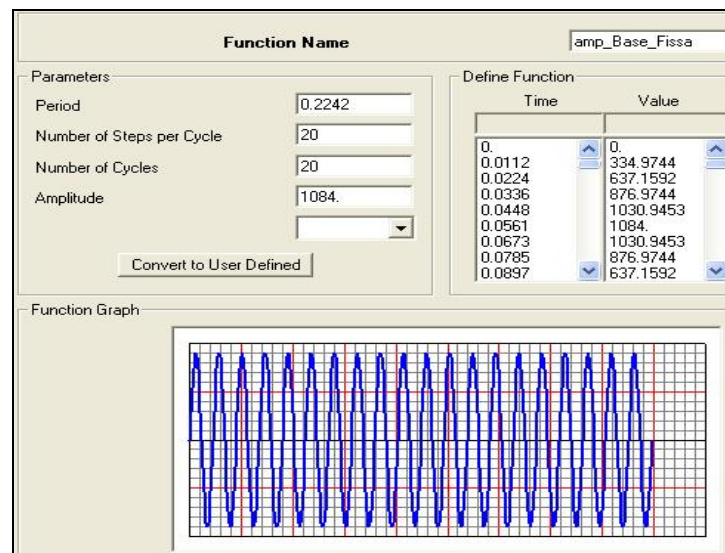 Function Name
amp_Base_Fissa
Parameters
Period
0.2242
Number of Steps per Cycle
20
Number of Cycles
20
Amplitude
1084.
Convert to User Defined
Define Function
Time Value
0. 0.
0.0112 334.9744
0.0224 637.1592
0.0336 876.9744
0.0448 1030.9453
0.0561 1084.
0.0673 1030.9453
0.0785 876.9744
0.0897 637.1592
Function Graph